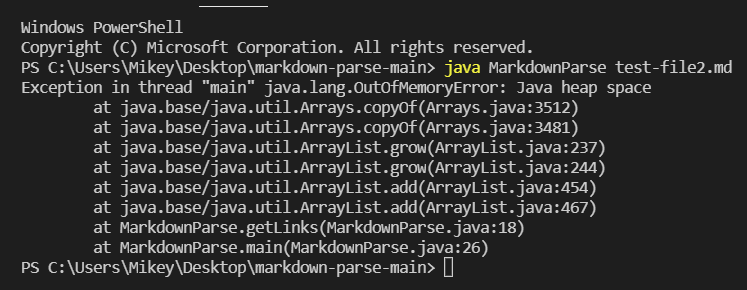 Windows PowerShell
Copyright (C) Microsoft Corporation. All rights reserved.
PS C:\Users\Mikey\Desktop\markdown-parse-main> java MarkdownParse test-file2.md
Exception in thread "main" java.lang.OutOfMemoryError: Java heap space
        at java.base/java.util.Arrays.copyOf(Arrays.java:3512)
        at java.base/java.util.Arrays.copyOf(Arrays.java:3481)
        at java.base/java.util.ArrayList.grow(ArrayList.java:237)
        at java.base/java.util.ArrayList.grow(ArrayList.java:244)
        at java.base/java.util.ArrayList.add(ArrayList.java:454)
        at java.base/java.util.ArrayList.add(ArrayList.java:467)
        at MarkdownParse.getLinks(MarkdownParse.java:18)
        at MarkdownParse.main(MarkdownParse.java:26)
PS C:\Users\Mikey\Desktop\markdown-parse-main>